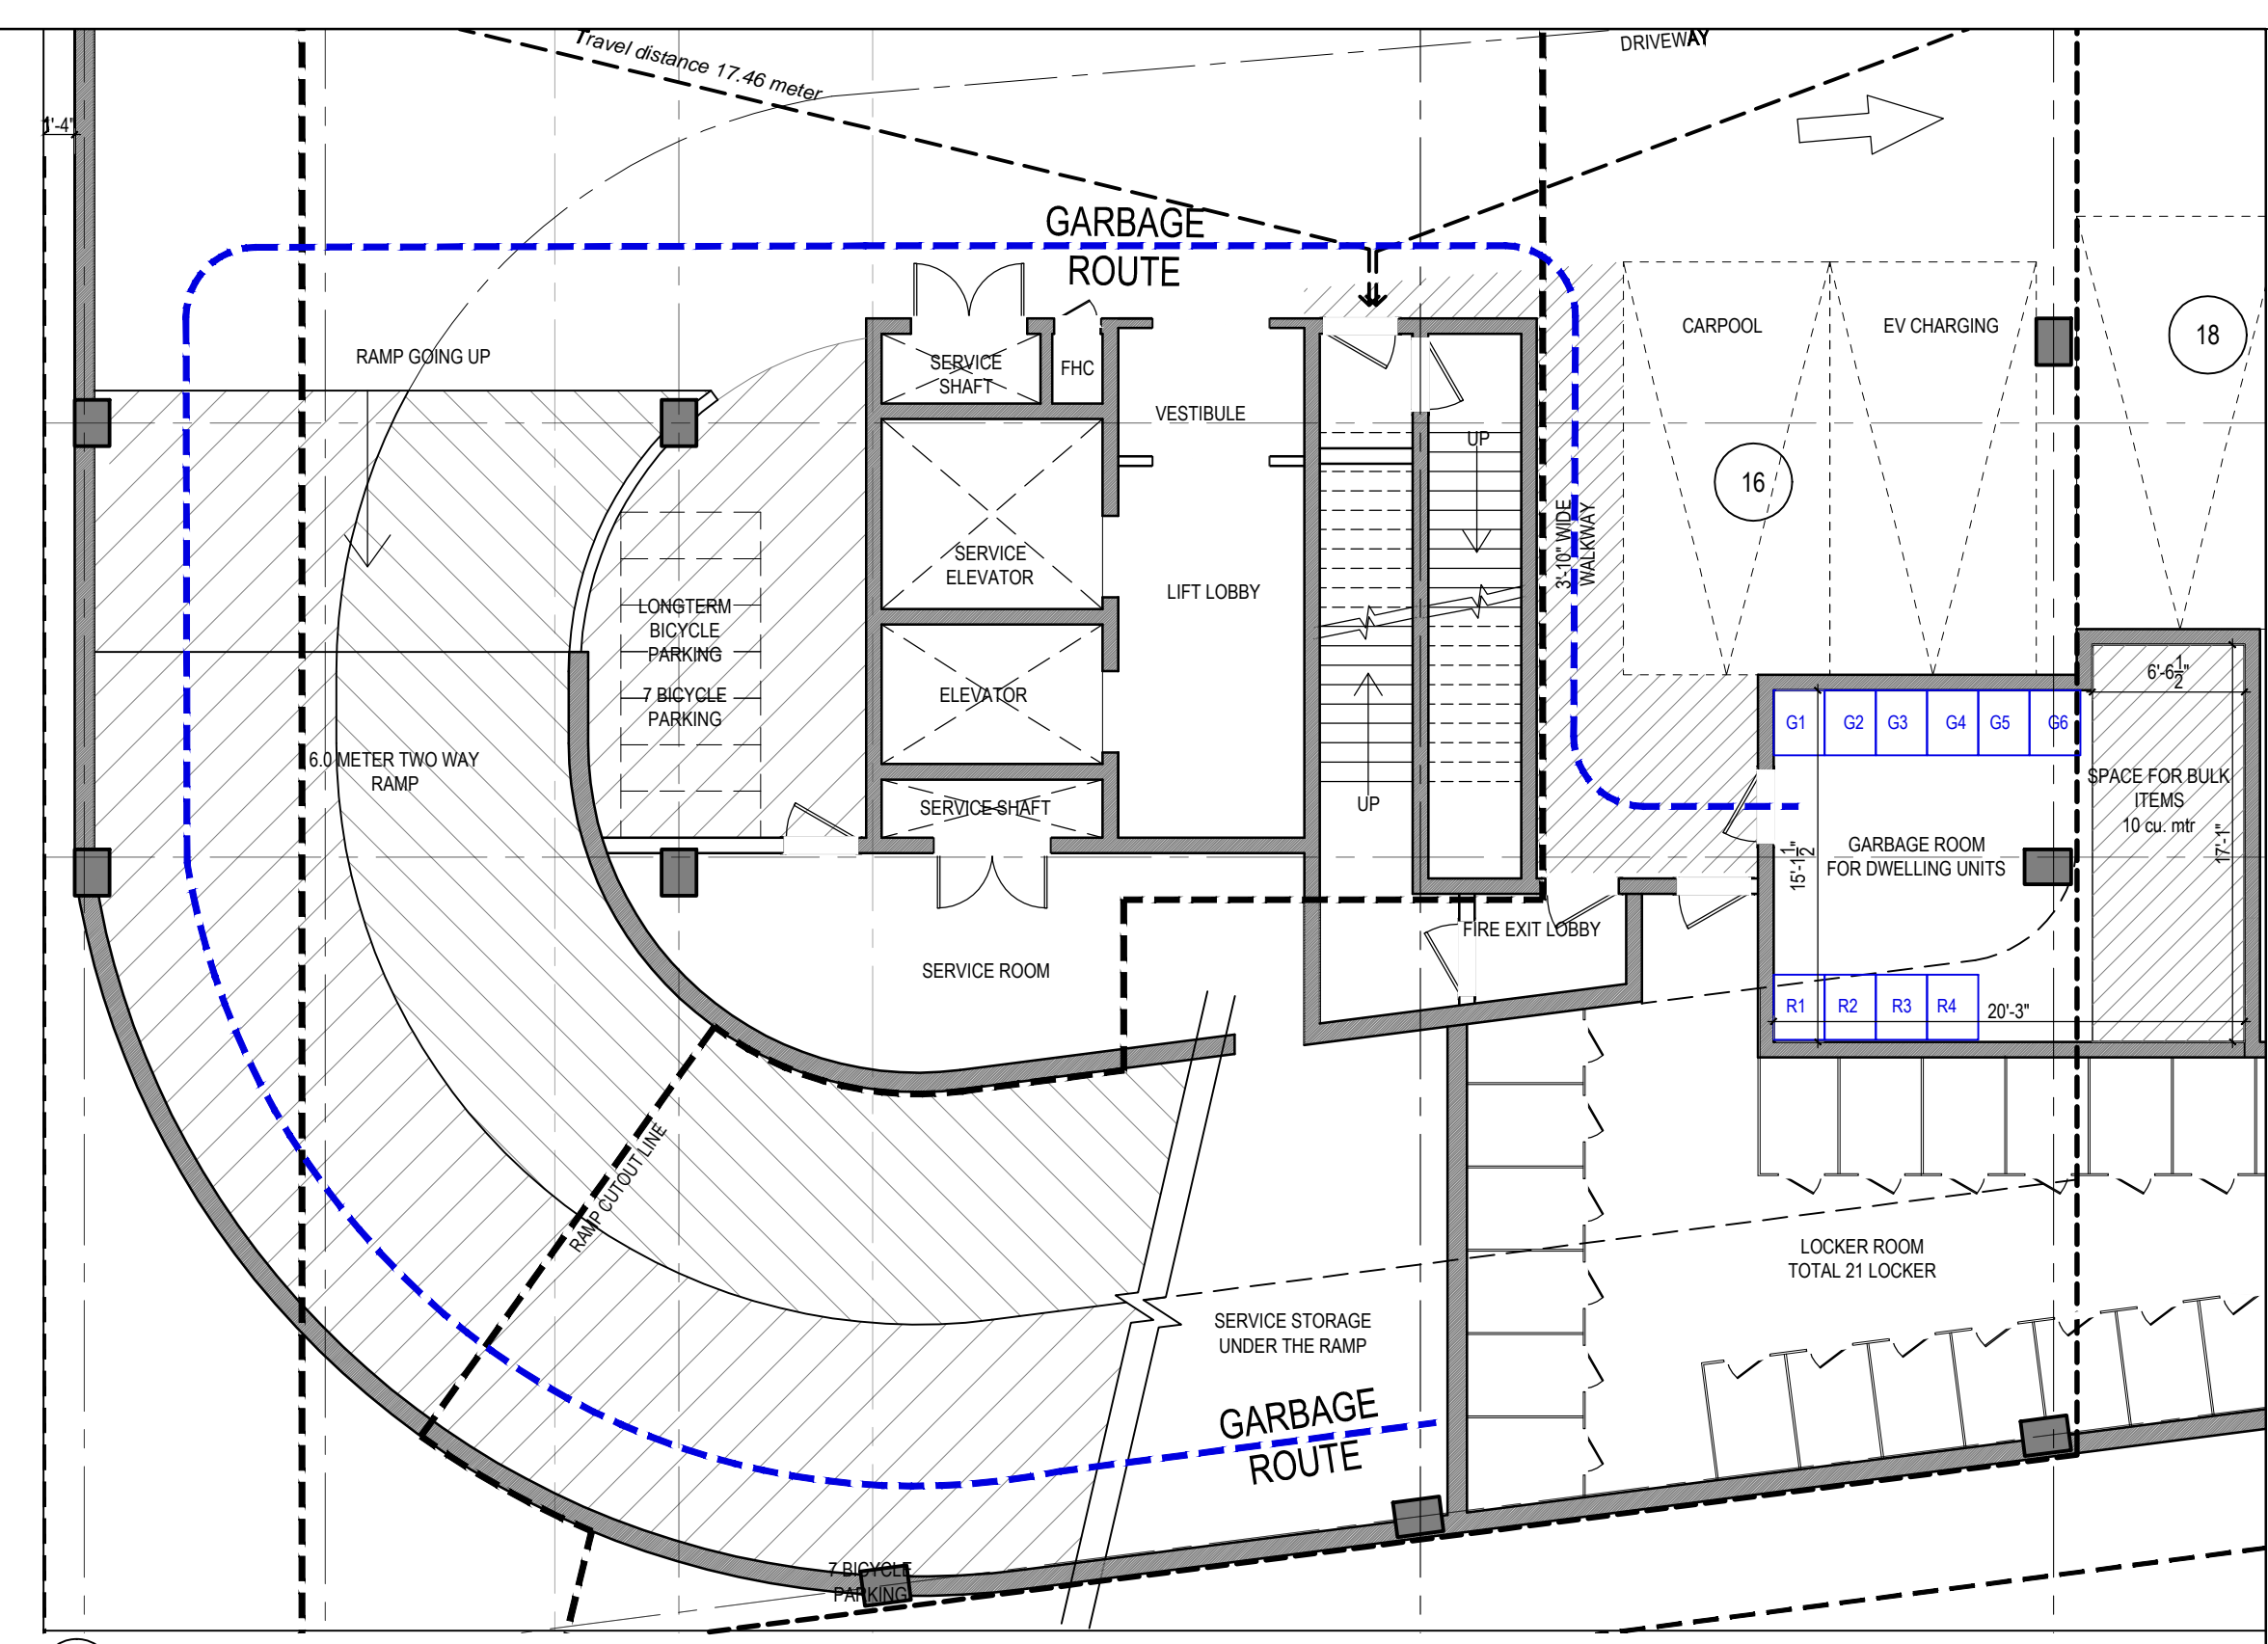 Travel distance 17.46 meter
DRIVEWAY
1'-4"
GARBAGE
ROUTE
RAMP GOING UP
SERVICE
SHAFT
FHC
CARPOOL
EV CHARGING
18
VESTIBULE
UP
16
3'-10" WIDE
WALKWAY
SERVICE
ELEVATOR
LIFT LOBBY
LONGTERM
BICYCLE
PARKING
7 BICYCLE
PARKING
ELEVATOR
6'-6 1/2"
G1 G2 G3 G4 G5 G6
6.0 METER TWO WAY
RAMP
SERVICE SHAFT
UP
SPACE FOR BULK
ITEMS
10 cu. mtr
17'-1"
15'-1 1/2"
GARBAGE ROOM
FOR DWELLING UNITS
FIRE EXIT LOBBY
SERVICE ROOM
R1 R2 R3 R4
20'-3"
RAMP CUTOUT LINE
LOCKER ROOM
TOTAL 21 LOCKER
SERVICE STORAGE
UNDER THE RAMP
GARBAGE
ROUTE
7 BICYCLE
PARKING